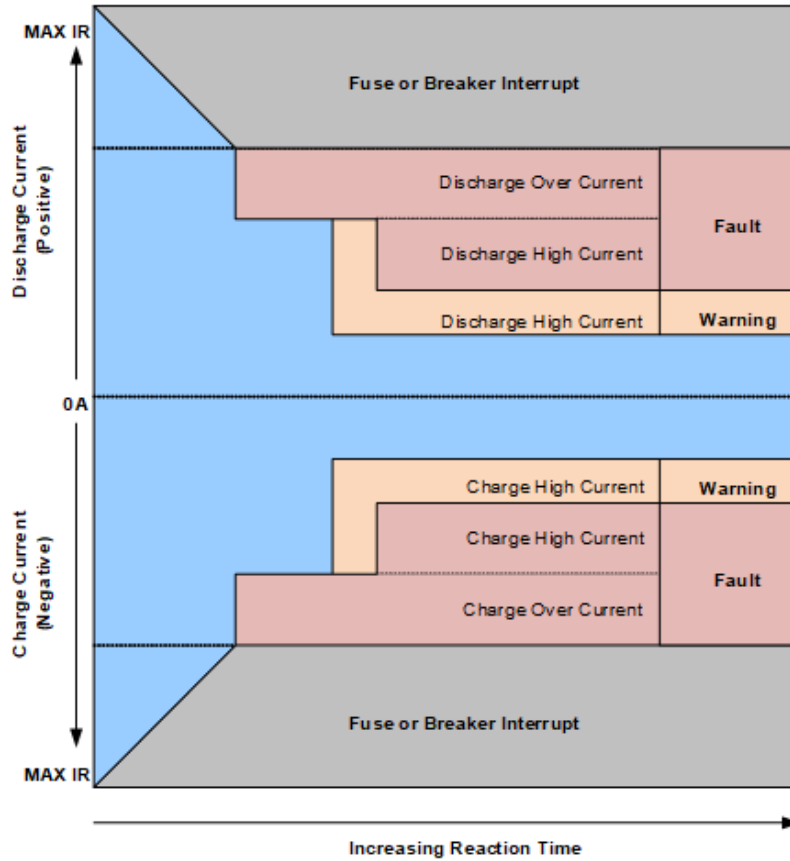 MAX IR
Fuse or Breaker Interrupt
Discharge Current
(Positive)
Discharge Over Current
Fault
Discharge High Current
Discharge High Current
Warning
0A
Charge High Current
Warning
Charge High Current
Fault
Charge Over Current
Charge Current
(Negative)
Fuse or Breaker Interrupt
MAX IR
Increasing Reaction Time